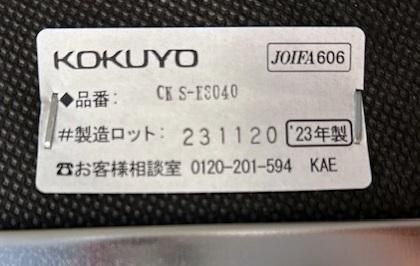 KOKUYO JOIFA606
◆品番: CK S-ES040
#製造ロット: 231120 '23年製
☎お客様相談室 0120-201-594 KAE